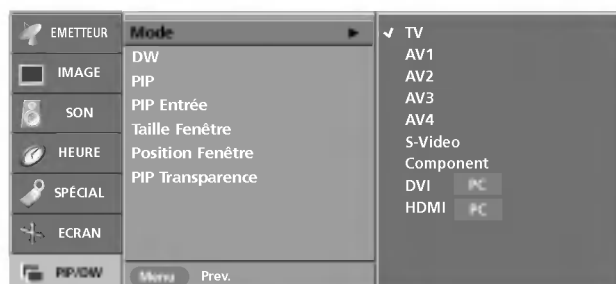 EMETTEUR
IMAGE
SON
HEURE
SPÉCIAL
ECRAN
PIP/DW
Mode
DW
PIP
PIP Entrée
Taille Fenêtre
Position Fenêtre
PIP Transparence
Menu Prev.
TV
AV1
AV2
AV3
AV4
S-Video
Component
DVI PC
HDMI PC